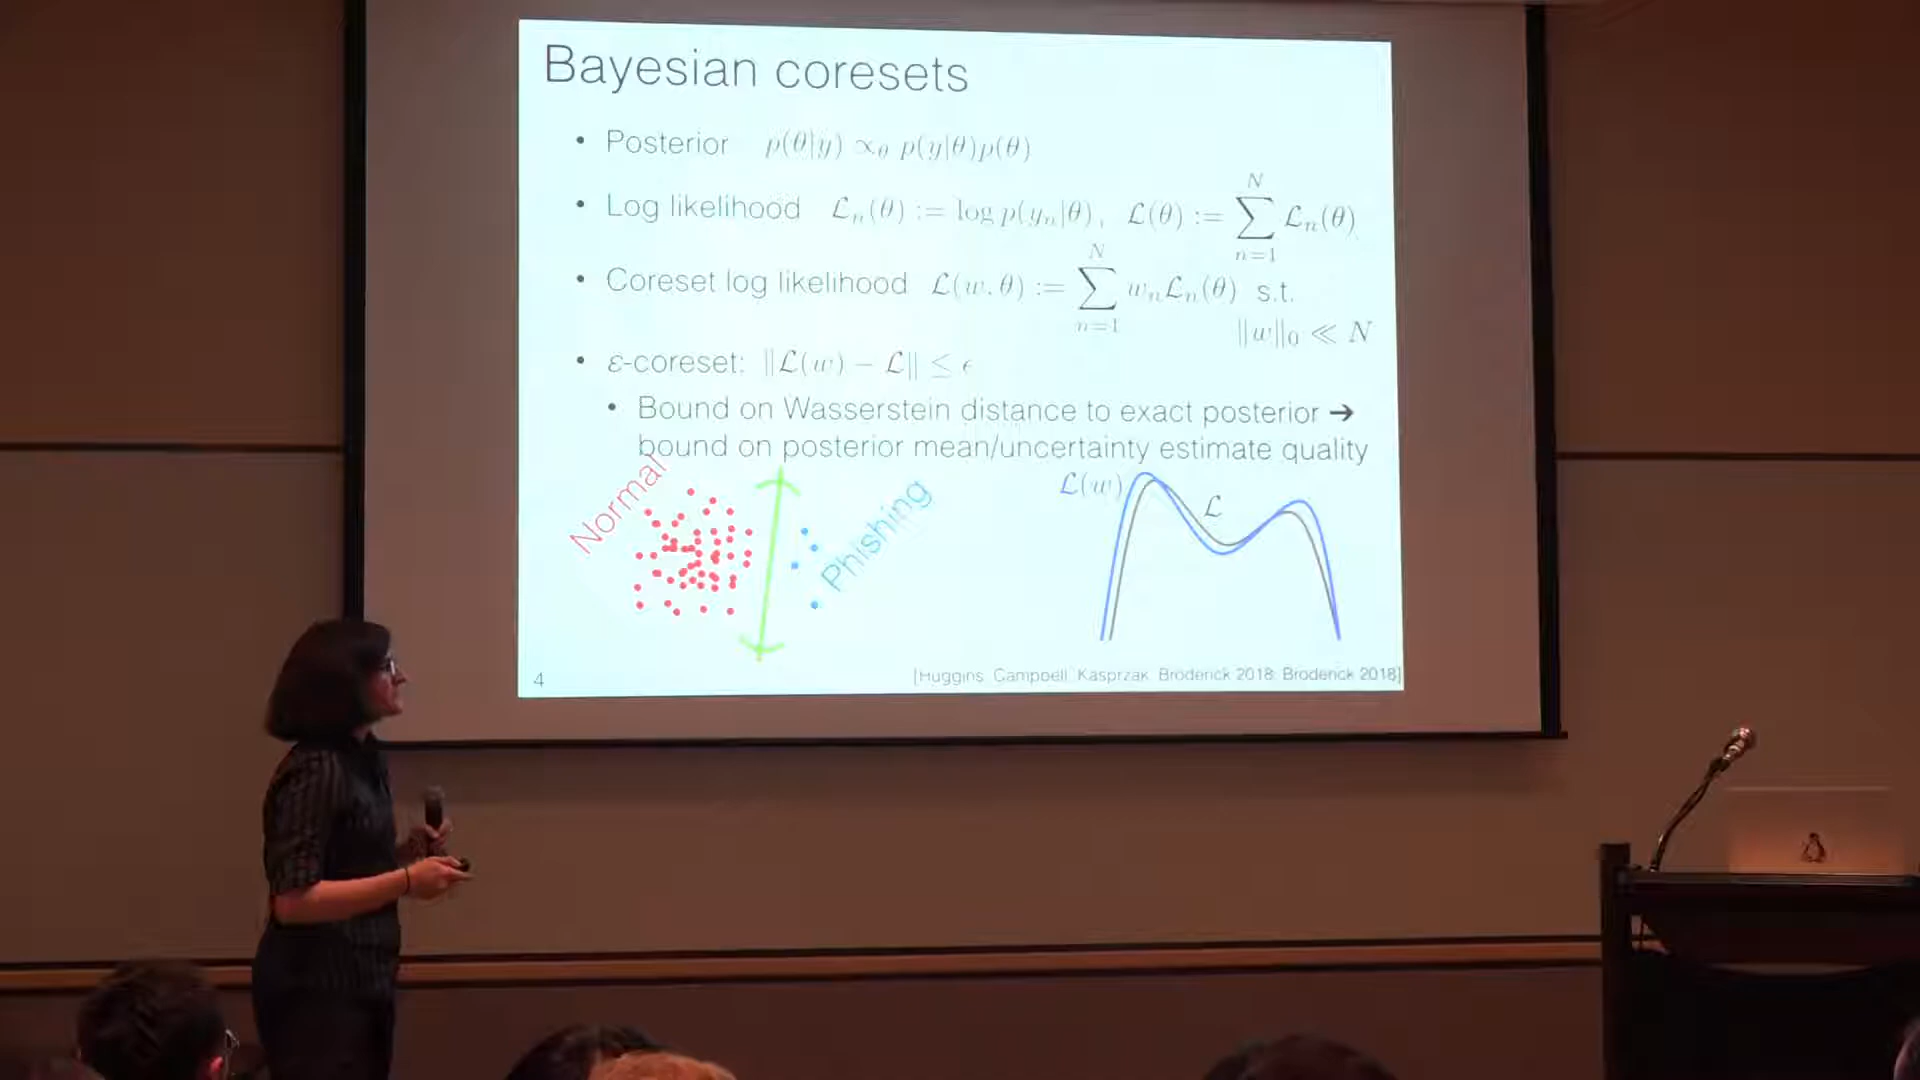 Bayesian coresets
• Posterior p(θ|y) ∝θ p(y|θ)p(θ)
• Log likelihood ℒn(θ) := log p(yn|θ), ℒ(θ) := ∑_{n=1}^{N} ℒn(θ)
• Coreset log likelihood ℒ(w, θ) := ∑_{n=1}^{N} wnℒn(θ) s.t.
‖w‖0 ≪ N
• ε-coreset: ‖ℒ(w) − ℒ‖ ≤ ϵ
• Bound on Wasserstein distance to exact posterior ➔
bound on posterior mean/uncertainty estimate quality
Normal
Phishing
ℒ(w)
ℒ
4
[Huggins, Campbell, Kasprzak, Broderick 2018; Broderick 2018]